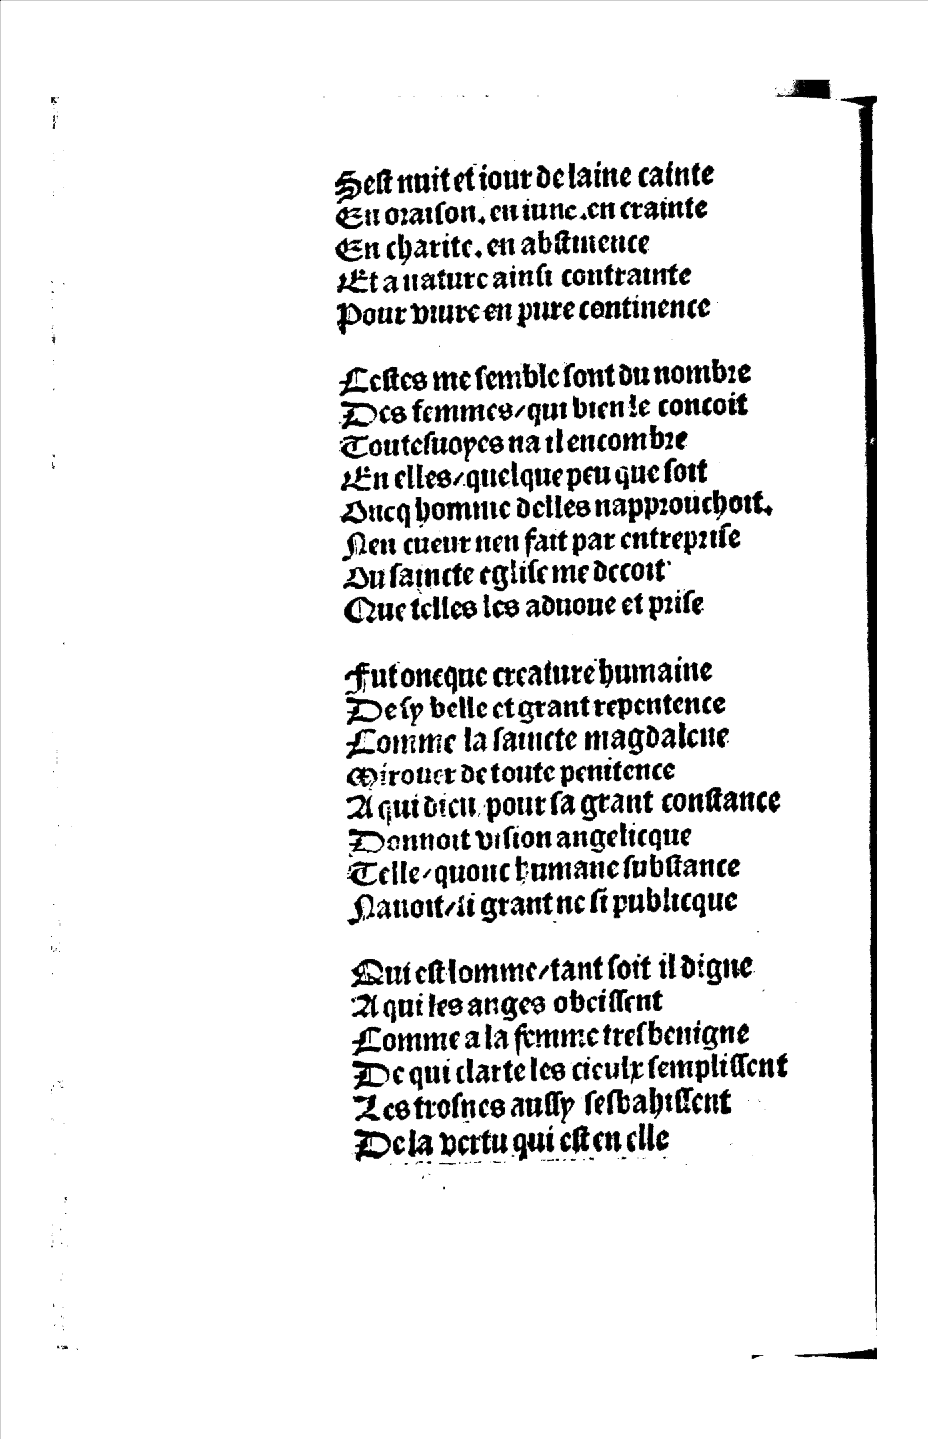 Sest nuit et iour de laine cainte
En oraison. en iune. en crainte
En charite. en abstinence
Et a nature ainsi contrainte
Pour viure en pure continence

Cestes me semble sont du nombre
Des femmes/ qui bien se concoit
Toutesuoyes na il encombre
En elles/ quelque peu que soit
Oncq homme delles napprouchoit.
Nen cueur nen fait par entreprise
Ou saincte eglise me decoit
Que telles les aduoue et prise

Fut oncque creature humaine
De sy belle et grant repentence
Comme la saincte magdalene
Mirouer de toute penitence
A qui dieu pour sa grant constance
Donnoit vision angelicque
Telle/ quonc humane substance
Nauoit/ si grant ne si publicque

Qui est lomme/ tant soit il digne
A qui les anges obeissent
Comme a la femme tresbenigne
De qui clarte les cieulx semplissent
Les trosnes aussy sesbahissent
De la vertu qui est en elle